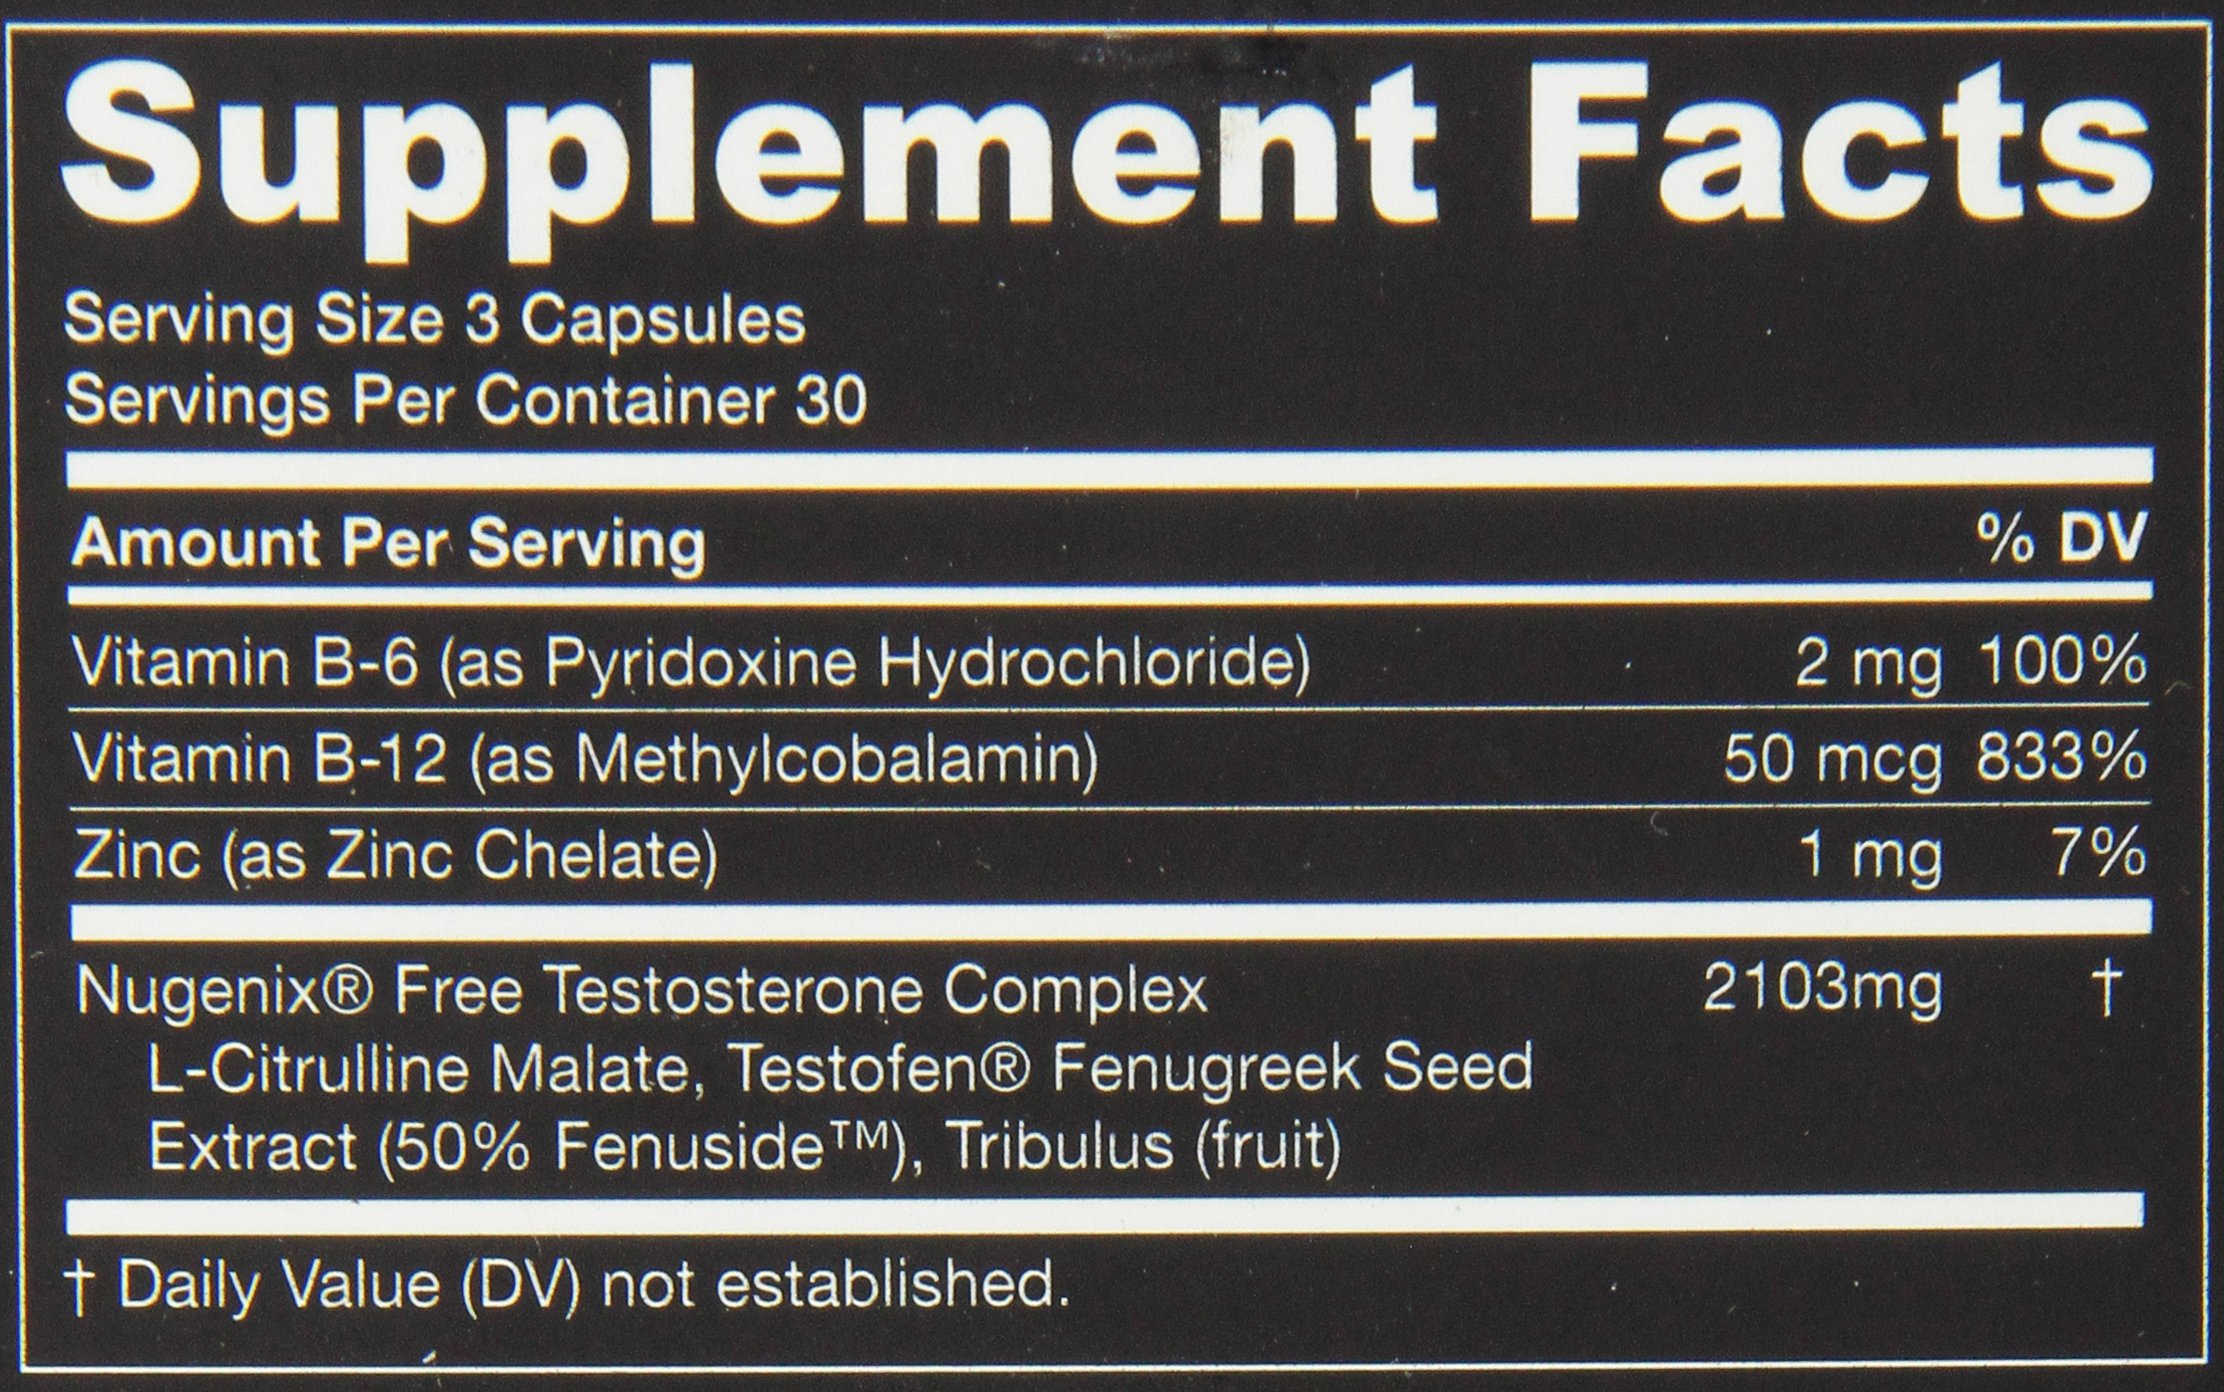 Supplement Facts
Serving Size 3 Capsules
Servings Per Container 30
Amount Per Serving % DV
Vitamin B-6 (as Pyridoxine Hydrochloride) 2 mg 100%
Vitamin B-12 (as Methylcobalamin) 50 mcg 833%
Zinc (as Zinc Chelate) 1 mg 7%
Nugenix® Free Testosterone Complex 2103mg †
L-Citrulline Malate, Testofen® Fenugreek Seed
Extract (50% Fenuside™), Tribulus (fruit)
† Daily Value (DV) not established.